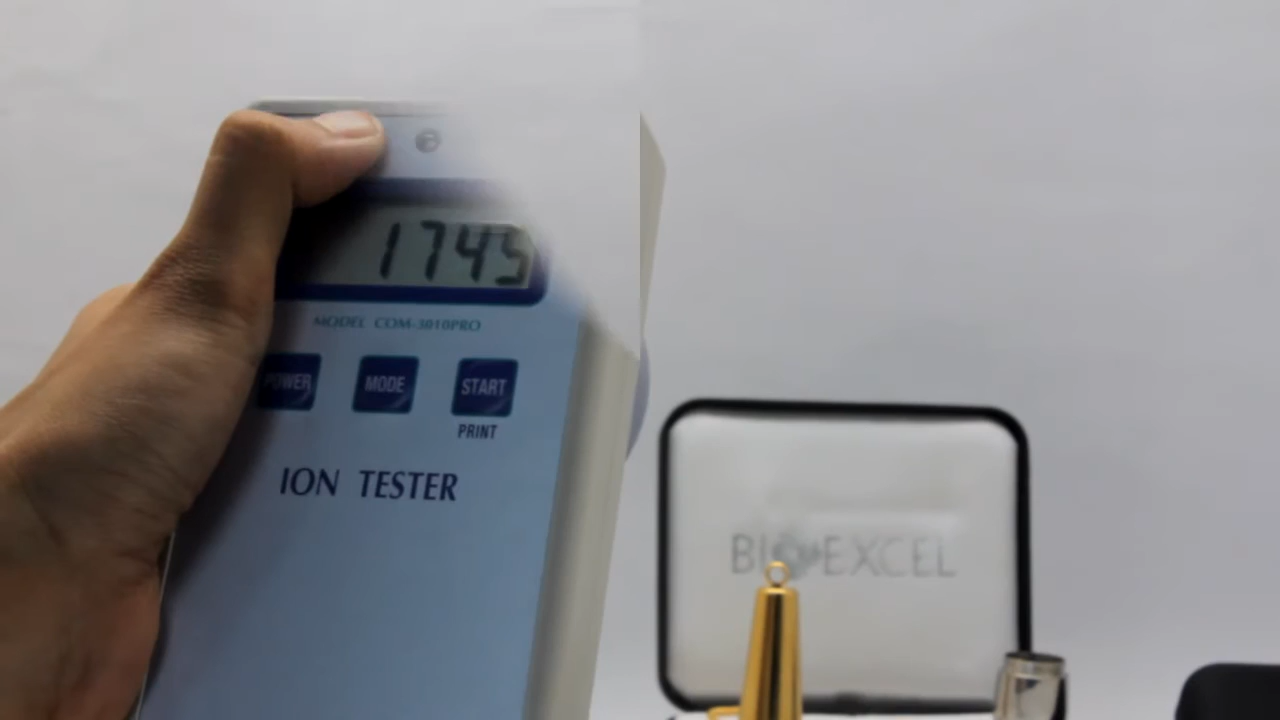 1745
MODEL COM-3010PRO
POWER MODE START
PRINT
ION TESTER
BIOEXCEL